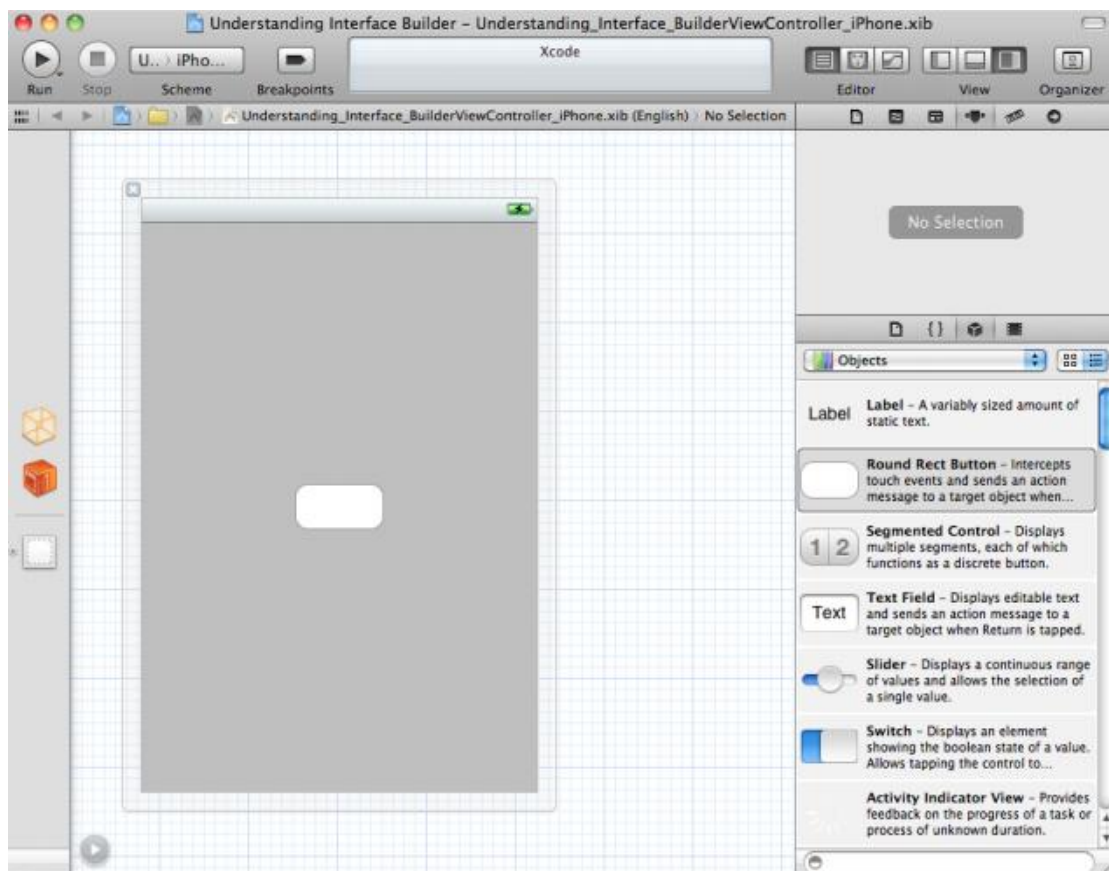 Understanding Interface Builder – Understanding_Interface_BuilderViewController_iPhone.xib
U.. › iPho...
Xcode
Run
Stop
Scheme
Breakpoints
Editor
View
Organizer
Understanding_Interface_BuilderViewController_iPhone.xib (English) › No Selection
No Selection
{}
Objects
Label
Label – A variably sized amount of
static text.
Round Rect Button – Intercepts
touch events and sends an action
message to a target object when...
1 2
Segmented Control – Displays
multiple segments, each of which
functions as a discrete button.
Text
Text Field – Displays editable text
and sends an action message to a
target object when Return is tapped.
Slider – Displays a continuous range
of values and allows the selection of
a single value.
Switch – Displays an element
showing the boolean state of a value.
Allows tapping the control to...
Activity Indicator View – Provides
feedback on the progress of a task or
process of unknown duration.